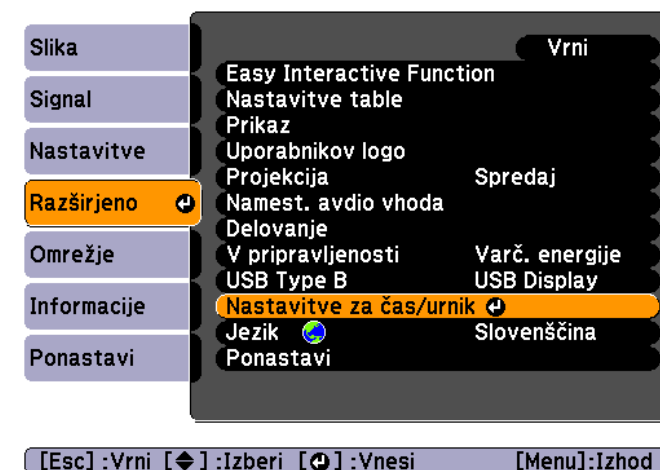 Slika
Signal
Nastavitve
Razširjeno
Omrežje
Informacije
Ponastavi
Vrni
Easy Interactive Function
Nastavitve table
Prikaz
Uporabnikov logo
Projekcija Spredaj
Namest. avdio vhoda
Delovanje
V pripravljenosti Varč. energije
USB Type B USB Display
Nastavitve za čas/urnik
Jezik Slovenščina
Ponastavi
[Esc] :Vrni [◆] :Izberi [↵] :Vnesi [Menu]:Izhod